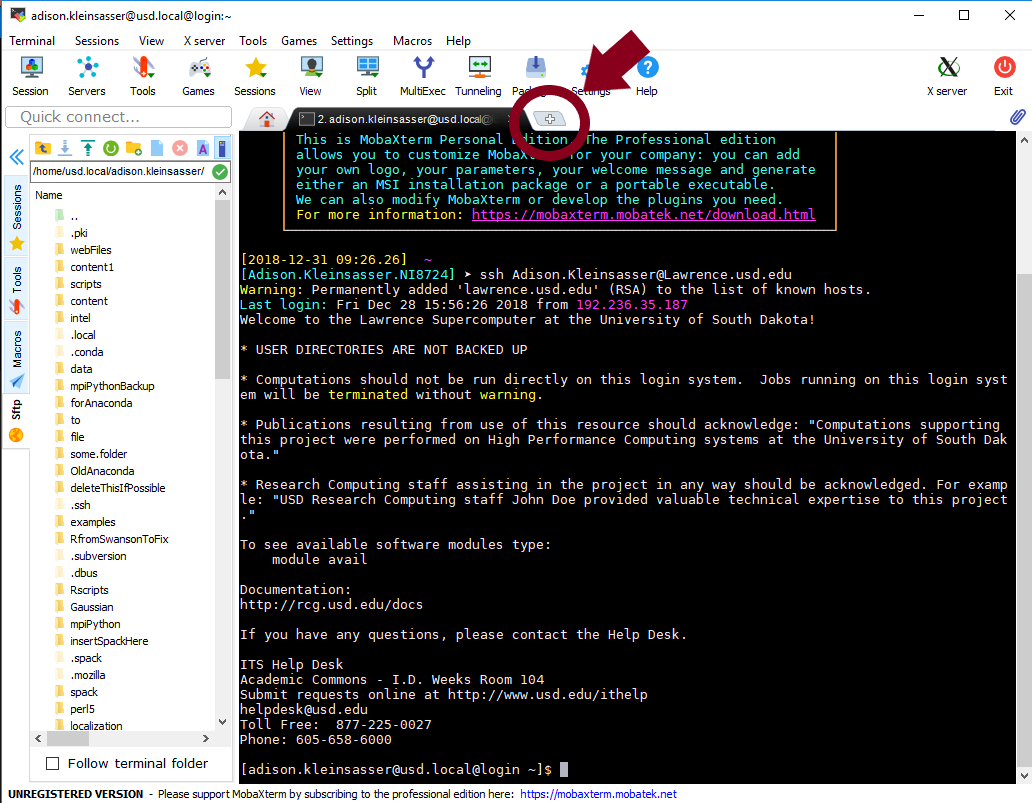 adison.kleinsasser@usd.local@login:~
Terminal Sessions View X server Tools Games Settings Macros Help
Session Servers Tools Games Sessions View Split MultiExec Tunneling Settings Help X server Exit
Quick connect...
2. adison.kleinsasser@usd.local@
/home/usd.local/adison.kleinsasser/
Name
..
.pki
webFiles
content1
scripts
content
intel
.local
.conda
data
mpiPythonBackup
forAnaconda
to
file
some.folder
OldAnaconda
deleteThisIfPossible
.ssh
examples
RfromSwansonToFix
.subversion
.dbus
Rscripts
Gaussian
mpiPython
insertSpackHere
.spack
.mozilla
spack
perl5
localization
Follow terminal folder
Sessions
Tools
Macros
Sftp
This is MobaXterm Personal Edition. The Professional edition
allows you to customize MobaXterm for your company: you can add
your own logo, your parameters, your welcome message and generate
either an MSI installation package or a portable executable.
We can also modify MobaXterm or develop the plugins you need.
For more information: https://mobaxterm.mobatek.net/download.html
[2018-12-31 09:26.26] ~
[Adison.Kleinsasser.NI8724] ➤ ssh Adison.Kleinsasser@Lawrence.usd.edu
Warning: Permanently added 'lawrence.usd.edu' (RSA) to the list of known hosts.
Last login: Fri Dec 28 15:56:26 2018 from 192.236.35.187
Welcome to the Lawrence Supercomputer at the University of South Dakota!
* USER DIRECTORIES ARE NOT BACKED UP
* Computations should not be run directly on this login system. Jobs running on this login syst
em will be terminated without warning.
* Publications resulting from use of this resource should acknowledge: "Computations supporting
this project were performed on High Performance Computing systems at the University of South Dak
ota."
* Research Computing staff assisting in the project in any way should be acknowledged. For examp
le: "USD Research Computing staff John Doe provided valuable technical expertise to this project
."
To see available software modules type:
module avail
Documentation:
http://rcg.usd.edu/docs
If you have any questions, please contact the Help Desk.
ITS Help Desk
Academic Commons - I.D. Weeks Room 104
Submit requests online at http://www.usd.edu/ithelp
helpdesk@usd.edu
Toll Free: 877-225-0027
Phone: 605-658-6000
[adison.kleinsasser@usd.local@login ~]$
UNREGISTERED VERSION - Please support MobaXterm by subscribing to the professional edition here: https://mobaxterm.mobatek.net